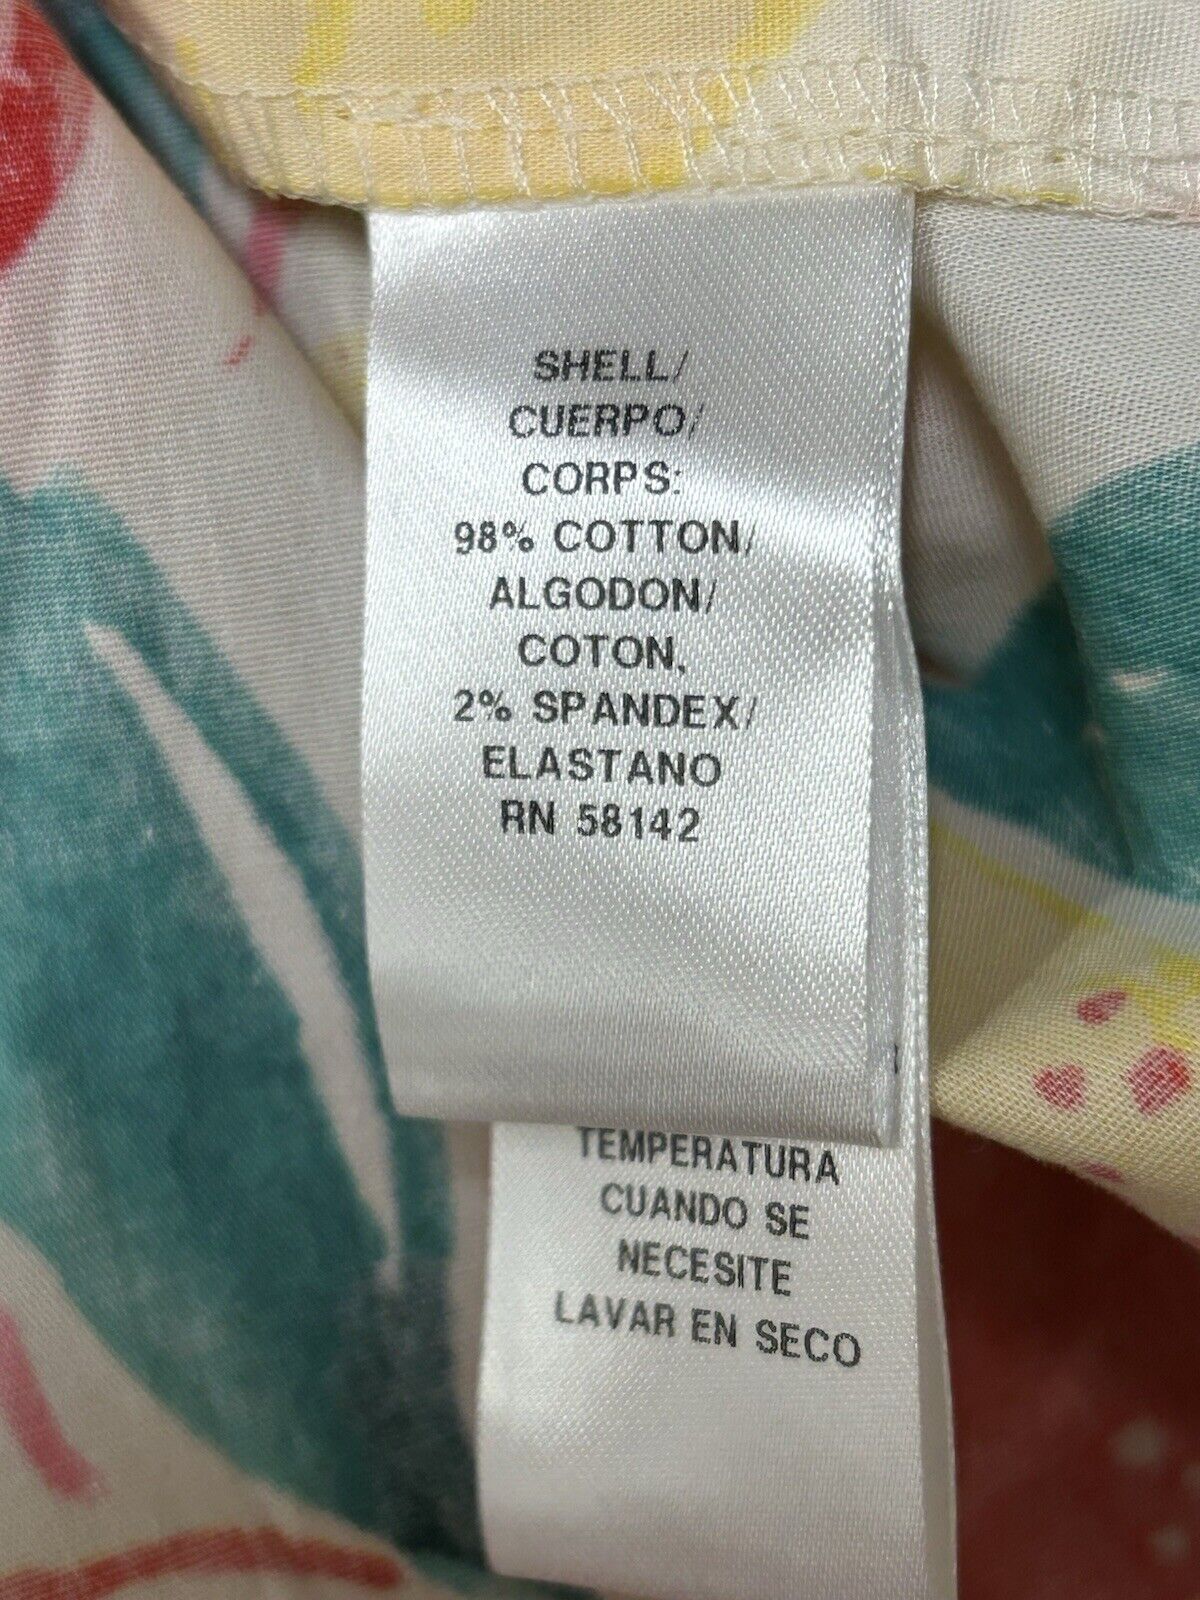 SHELL/
CUERPO/
CORPS:
98% COTTON/
ALGODON/
COTON,
2% SPANDEX/
ELASTANO
RN 58142
TEMPERATURA
CUANDO SE
NECESITE
LAVAR EN SECO